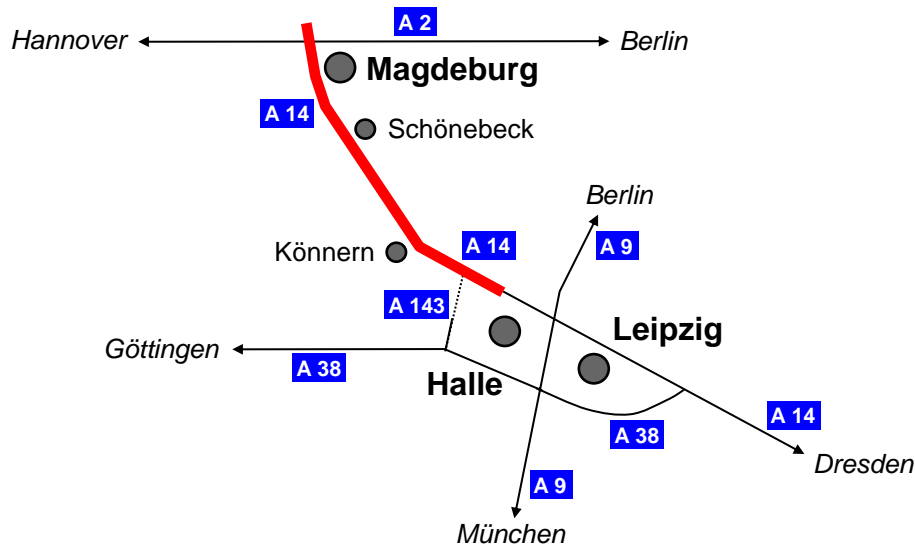 A 2
Hannover
Berlin
Magdeburg
A 14
Schönebeck
Berlin
Könnern
A 14
A 9
A 143
Leipzig
Göttingen
A 38
Halle
A 14
A 38
Dresden
A 9
München